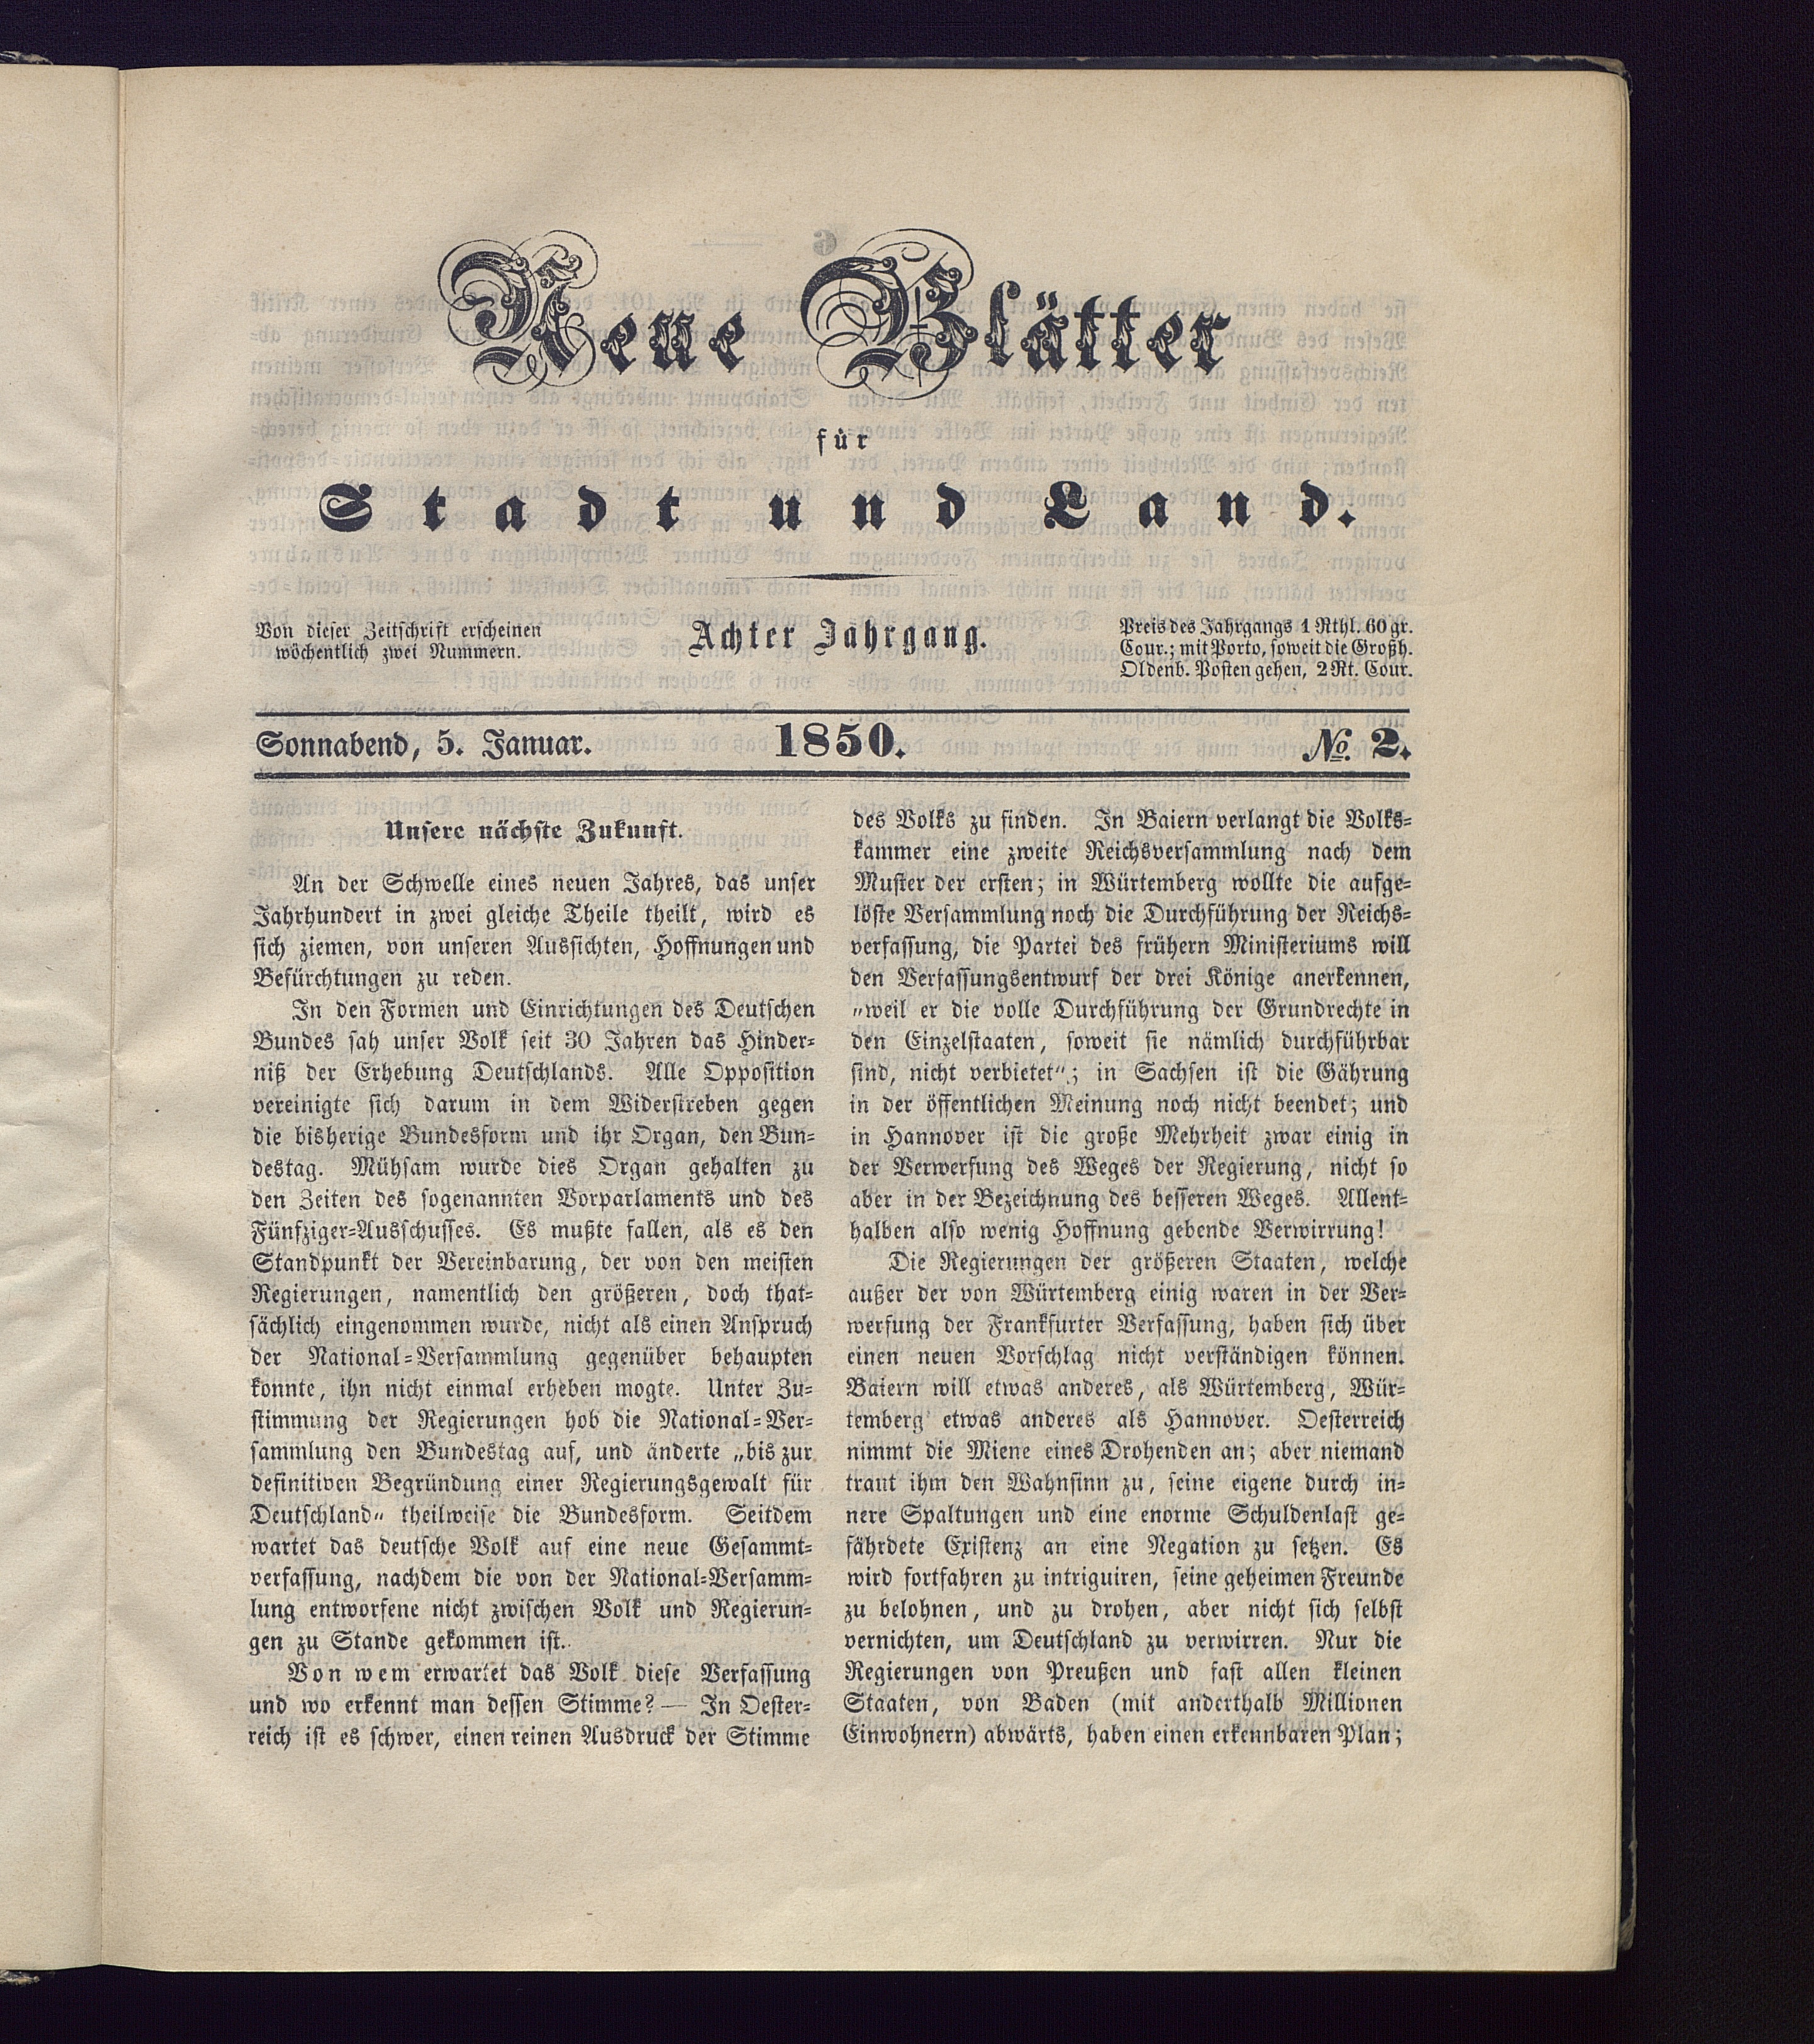 Neue Blätter
für
Stadt und Land.
Von dieser Zeitschrift erscheinen
wöchentlich zwei Nummern.
Achter Jahrgang.
Preis des Jahrgangs 1 Rthl. 60 gr.
Cour.; mit Porto, soweit die Großh.
Oldenb. Posten gehen, 2 Rt. Cour.
Sonnabend, 5. Januar. 1850. No. 2.
Unsere nächste Zukunft.
An der Schwelle eines neuen Jahres, das unser
Jahrhundert in zwei gleiche Theile theilt, wird es
sich ziemen, von unseren Aussichten, Hoffnungen und
Befürchtungen zu reden.
In den Formen und Einrichtungen des Deutschen
Bundes sah unser Volk seit 30 Jahren das Hinder-
niß der Erhebung Deutschlands. Alle Opposition
vereinigte sich darum in dem Widerstreben gegen
die bisherige Bundesform und ihr Organ, den Bun-
destag. Mühsam wurde dies Organ gehalten zu
den Zeiten des sogenannten Vorparlaments und des
Fünfziger-Ausschusses. Es mußte fallen, als es den
Standpunkt der Vereinbarung, der von den meisten
Regierungen, namentlich den größeren, doch that-
sächlich eingenommen wurde, nicht als einen Anspruch
der National-Versammlung gegenüber behaupten
konnte, ihn nicht einmal erheben mogte. Unter Zu-
stimmung der Regierungen hob die National-Ver-
sammlung den Bundestag auf, und änderte „bis zur
definitiven Begründung einer Regierungsgewalt für
Deutschland" theilweise die Bundesform. Seitdem
wartet das deutsche Volk auf eine neue Gesammt-
verfassung, nachdem die von der National-Versamm-
lung entworfene nicht zwischen Volk und Regierun-
gen zu Stande gekommen ist.
Von wem erwartet das Volk diese Verfassung
und wo erkennt man dessen Stimme? — In Oester-
reich ist es schwer, einen reinen Ausdruck der Stimme
des Volks zu finden. In Baiern verlangt die Volks-
kammer eine zweite Reichsversammlung nach dem
Muster der ersten; in Würtemberg wollte die aufge-
löste Versammlung noch die Durchführung der Reichs-
verfassung, die Partei des frühern Ministeriums will
den Verfassungsentwurf der drei Könige anerkennen,
„weil er die volle Durchführung der Grundrechte in
den Einzelstaaten, soweit sie nämlich durchführbar
sind, nicht verbietet"; in Sachsen ist die Gährung
in der öffentlichen Meinung noch nicht beendet; und
in Hannover ist die große Mehrheit zwar einig in
der Verwerfung des Weges der Regierung, nicht so
aber in der Bezeichnung des besseren Weges. Allent-
halben also wenig Hoffnung gebende Verwirrung!
Die Regierungen der größeren Staaten, welche
außer der von Würtemberg einig waren in der Ver-
werfung der Frankfurter Verfassung, haben sich über
einen neuen Vorschlag nicht verständigen können.
Baiern will etwas anderes, als Würtemberg, Wür-
temberg etwas anderes als Hannover. Oesterreich
nimmt die Miene eines Drohenden an; aber niemand
traut ihm den Wahnsinn zu, seine eigene durch in-
nere Spaltungen und eine enorme Schuldenlast ge-
fährdete Existenz an eine Negation zu setzen. Es
wird fortfahren zu intriguiren, seine geheimen Freunde
zu belohnen, und zu drohen, aber nicht sich selbst
vernichten, um Deutschland zu verwirren. Nur die
Regierungen von Preußen und fast allen kleinen
Staaten, von Baden (mit anderthalb Millionen
Einwohnern) abwärts, haben einen erkennbaren Plan;